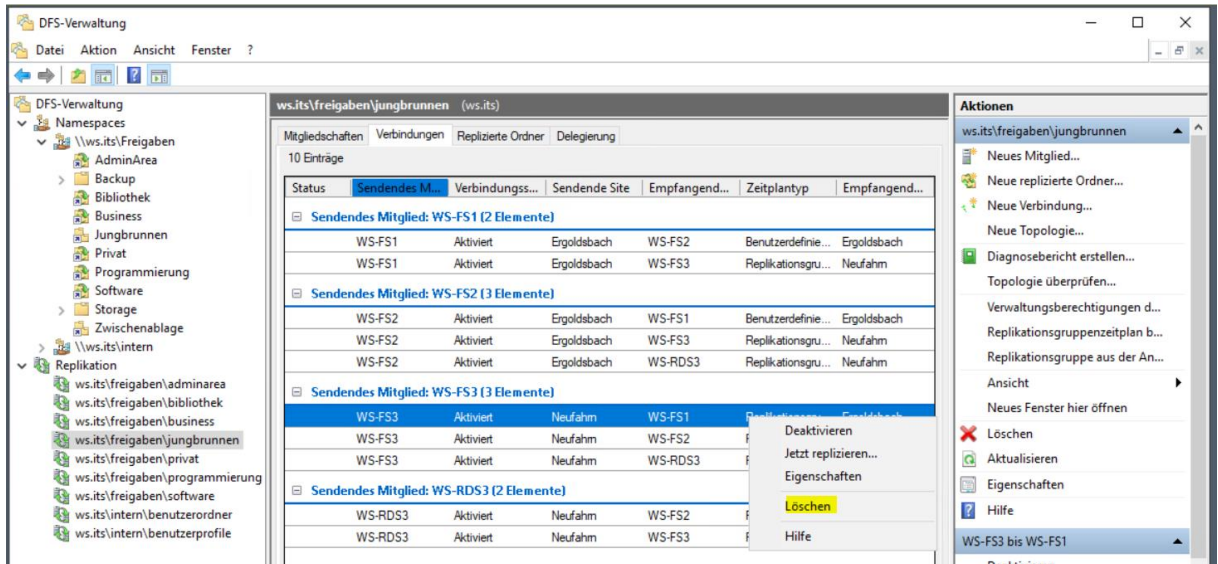 DFS-Verwaltung
Datei Aktion Ansicht Fenster ?
DFS-Verwaltung
Namespaces
\\ws.its\Freigaben
AdminArea
Backup
Bibliothek
Business
Jungbrunnen
Privat
Programmierung
Software
Storage
Zwischenablage
\\ws.its\intern
Replikation
ws.its\freigaben\adminarea
ws.its\freigaben\bibliothek
ws.its\freigaben\business
ws.its\freigaben\jungbrunnen
ws.its\freigaben\privat
ws.its\freigaben\programmierung
ws.its\freigaben\software
ws.its\intern\benutzerordner
ws.its\intern\benutzerprofile
ws.its\freigaben\jungbrunnen (ws.its)
Mitgliedschaften Verbindungen Replizierte Ordner Delegierung
10 Einträge
Status Sendendes M... Verbindungss... Sendende Site Empfangend... Zeitplantyp Empfangend...
Sendendes Mitglied: WS-FS1 (2 Elemente)
WS-FS1 Aktiviert Ergoldsbach WS-FS2 Benutzerdefinie... Ergoldsbach
WS-FS1 Aktiviert Ergoldsbach WS-FS3 Replikationsgru... Neufahrn
Sendendes Mitglied: WS-FS2 (3 Elemente)
WS-FS2 Aktiviert Ergoldsbach WS-FS1 Benutzerdefinie... Ergoldsbach
WS-FS2 Aktiviert Ergoldsbach WS-FS3 Replikationsgru... Neufahrn
WS-FS2 Aktiviert Ergoldsbach WS-RDS3 Replikationsgru... Neufahrn
Sendendes Mitglied: WS-FS3 (3 Elemente)
WS-FS3 Aktiviert Neufahrn WS-FS1
WS-FS3 Aktiviert Neufahrn WS-FS2
WS-FS3 Aktiviert Neufahrn WS-RDS3
Sendendes Mitglied: WS-RDS3 (2 Elemente)
WS-RDS3 Aktiviert Neufahrn WS-FS2
WS-RDS3 Aktiviert Neufahrn WS-FS3
Deaktivieren
Jetzt replizieren...
Eigenschaften
Löschen
Hilfe
Aktionen
ws.its\freigaben\jungbrunnen
Neues Mitglied...
Neue replizierte Ordner...
Neue Verbindung...
Neue Topologie...
Diagnosebericht erstellen...
Topologie überprüfen...
Verwaltungsberechtigungen d...
Replikationsgruppenzeitplan b...
Replikationsgruppe aus der An...
Ansicht
Neues Fenster hier öffnen
Löschen
Aktualisieren
Eigenschaften
Hilfe
WS-FS3 bis WS-FS1